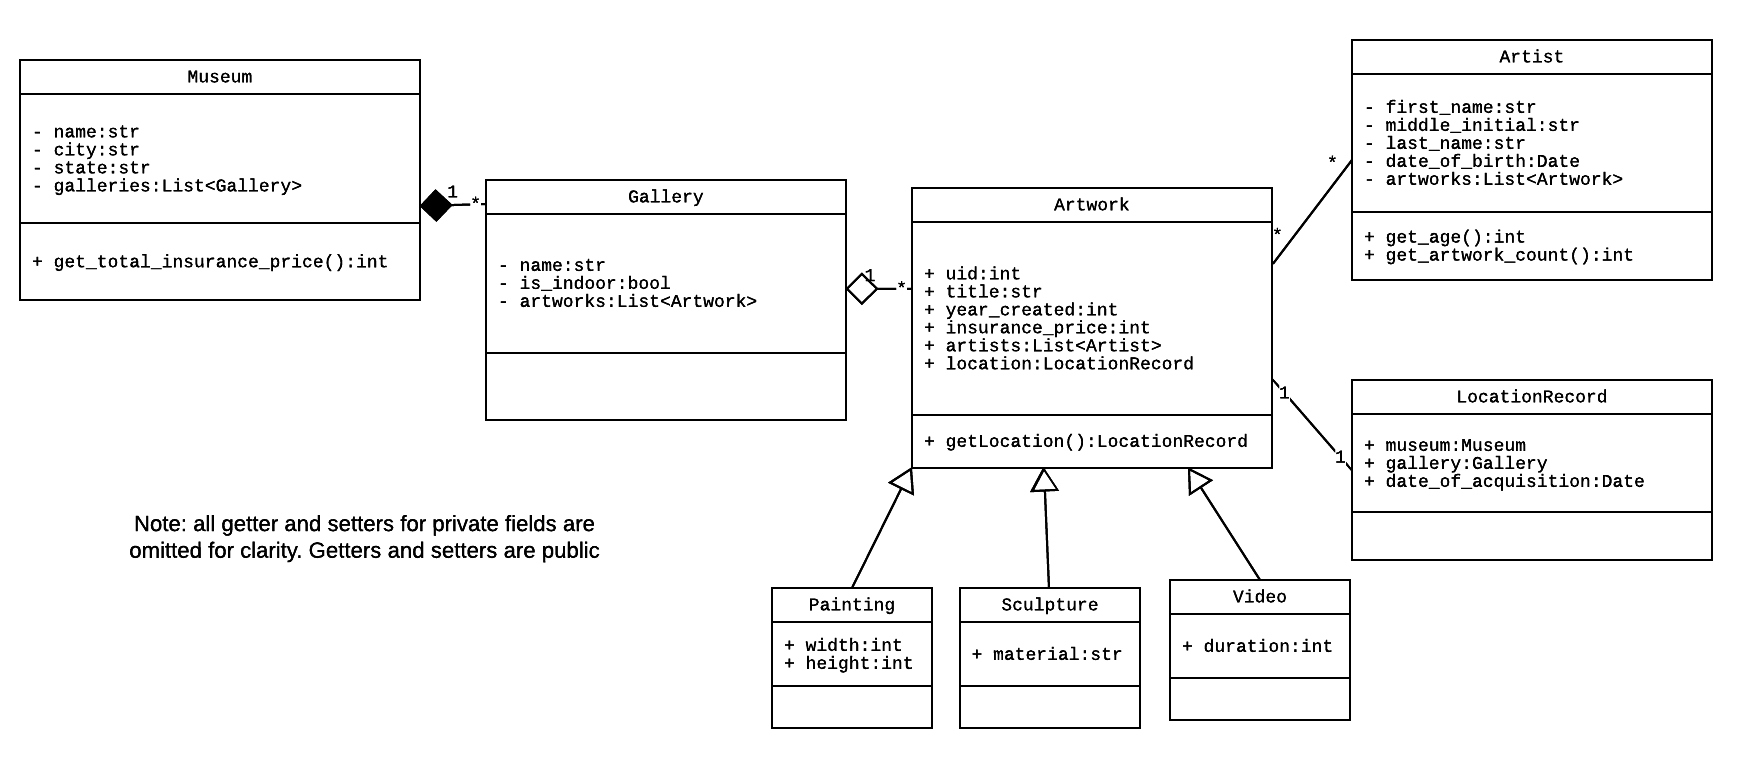 Museum
- name:str
- city:str
- state:str
- galleries:List<Gallery>
+ get_total_insurance_price():int
1
*
Gallery
- name:str
- is_indoor:bool
- artworks:List<Artwork>
1
*
Artwork
+ uid:int
+ title:str
+ year_created:int
+ insurance_price:int
+ artists:List<Artist>
+ location:LocationRecord
+ getLocation():LocationRecord
*
*
Artist
- first_name:str
- middle_initial:str
- last_name:str
- date_of_birth:Date
- artworks:List<Artwork>
+ get_age():int
+ get_artwork_count():int
1
1
LocationRecord
+ museum:Museum
+ gallery:Gallery
+ date_of_acquisition:Date
Note: all getter and setters for private fields are
omitted for clarity. Getters and setters are public
Painting
+ width:int
+ height:int
Sculpture
+ material:str
Video
+ duration:int